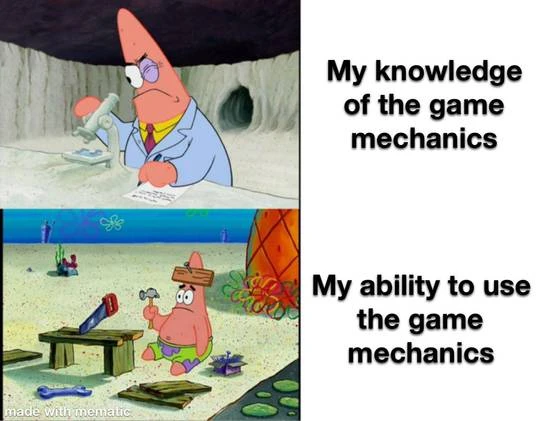 My knowledge
of the game
mechanics
My ability to use
the game
mechanics
made with mematic